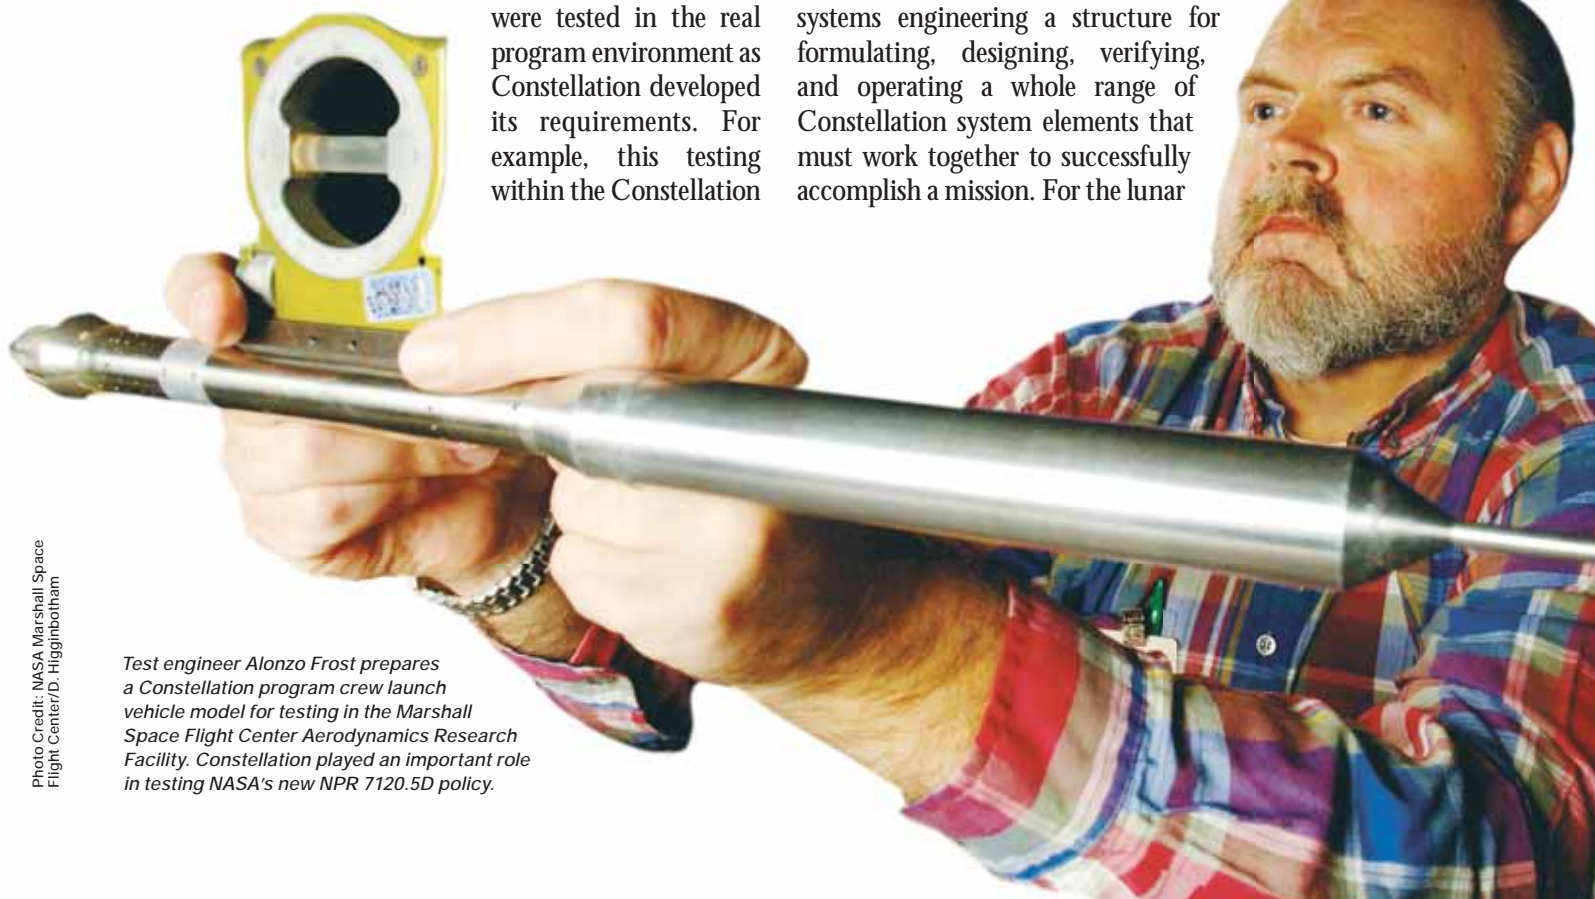 were tested in the real
program environment as
Constellation developed
its requirements. For
example, this testing
within the Constellation
systems engineering a structure for
formulating, designing, verifying,
and operating a whole range of
Constellation system elements that
must work together to successfully
accomplish a mission. For the lunar
Photo Credit: NASA Marshall Space
Flight Center/D. Higginbotham
Test engineer Alonzo Frost prepares
a Constellation program crew launch
vehicle model for testing in the Marshall
Space Flight Center Aerodynamics Research
Facility. Constellation played an important role
in testing NASA's new NPR 7120.5D policy.